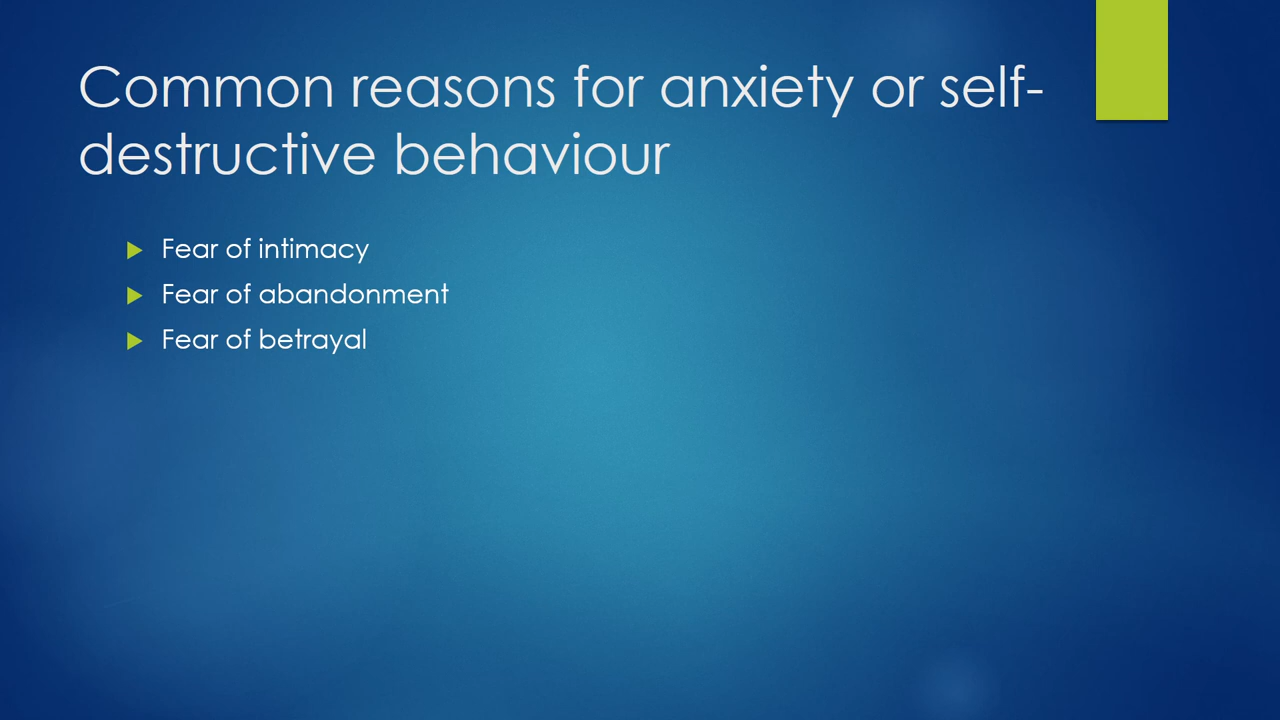 Common reasons for anxiety or self-
destructive behaviour
Fear of intimacy
Fear of abandonment
Fear of betrayal